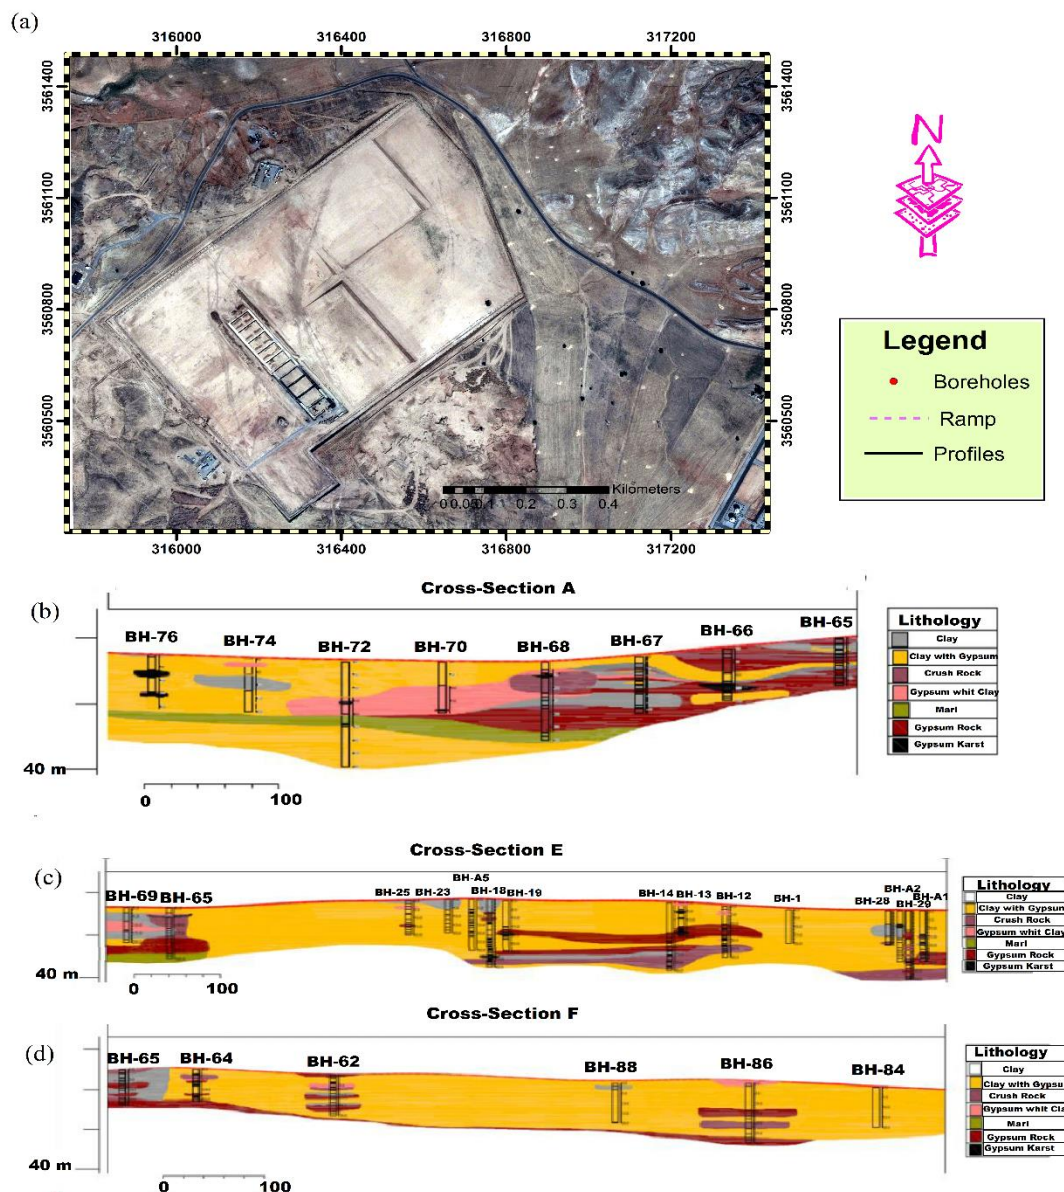 (a)
316000 316400 316800 317200
3561400
3561100
3560800
3560500
3561400
3561100
3560800
3560500
Kilometers
0 0.05 0.1 0.2 0.3 0.4
316000 316400 316800 317200
N
Legend
Boreholes
Ramp
Profiles
(b)
Cross-Section A
BH-76 BH-74 BH-72 BH-70 BH-68 BH-67 BH-66 BH-65
40 m
0 100
Lithology
Clay
Clay with Gypsum
Crush Rock
Gypsum whit Clay
Marl
Gypsum Rock
Gypsum Karst
(c)
Cross-Section E
BH-69 BH-65 BH-25 BH-23 BH-A5 BH-18 BH-19 BH-14 BH-13 BH-12 BH-1 BH-28 BH-A2 BH-29 BH-A1
40 m
0 100
Lithology
Clay
Clay with Gypsum
Crush Rock
Gypsum whit Clay
Marl
Gypsum Rock
Gypsum Karst
(d)
Cross-Section F
BH-65 BH-64 BH-62 BH-88 BH-86 BH-84
40 m
0 100
Lithology
Clay
Clay with Gypsu
Crush Rock
Gypsum whit Cla
Marl
Gypsum Rock
Gypsum Karst